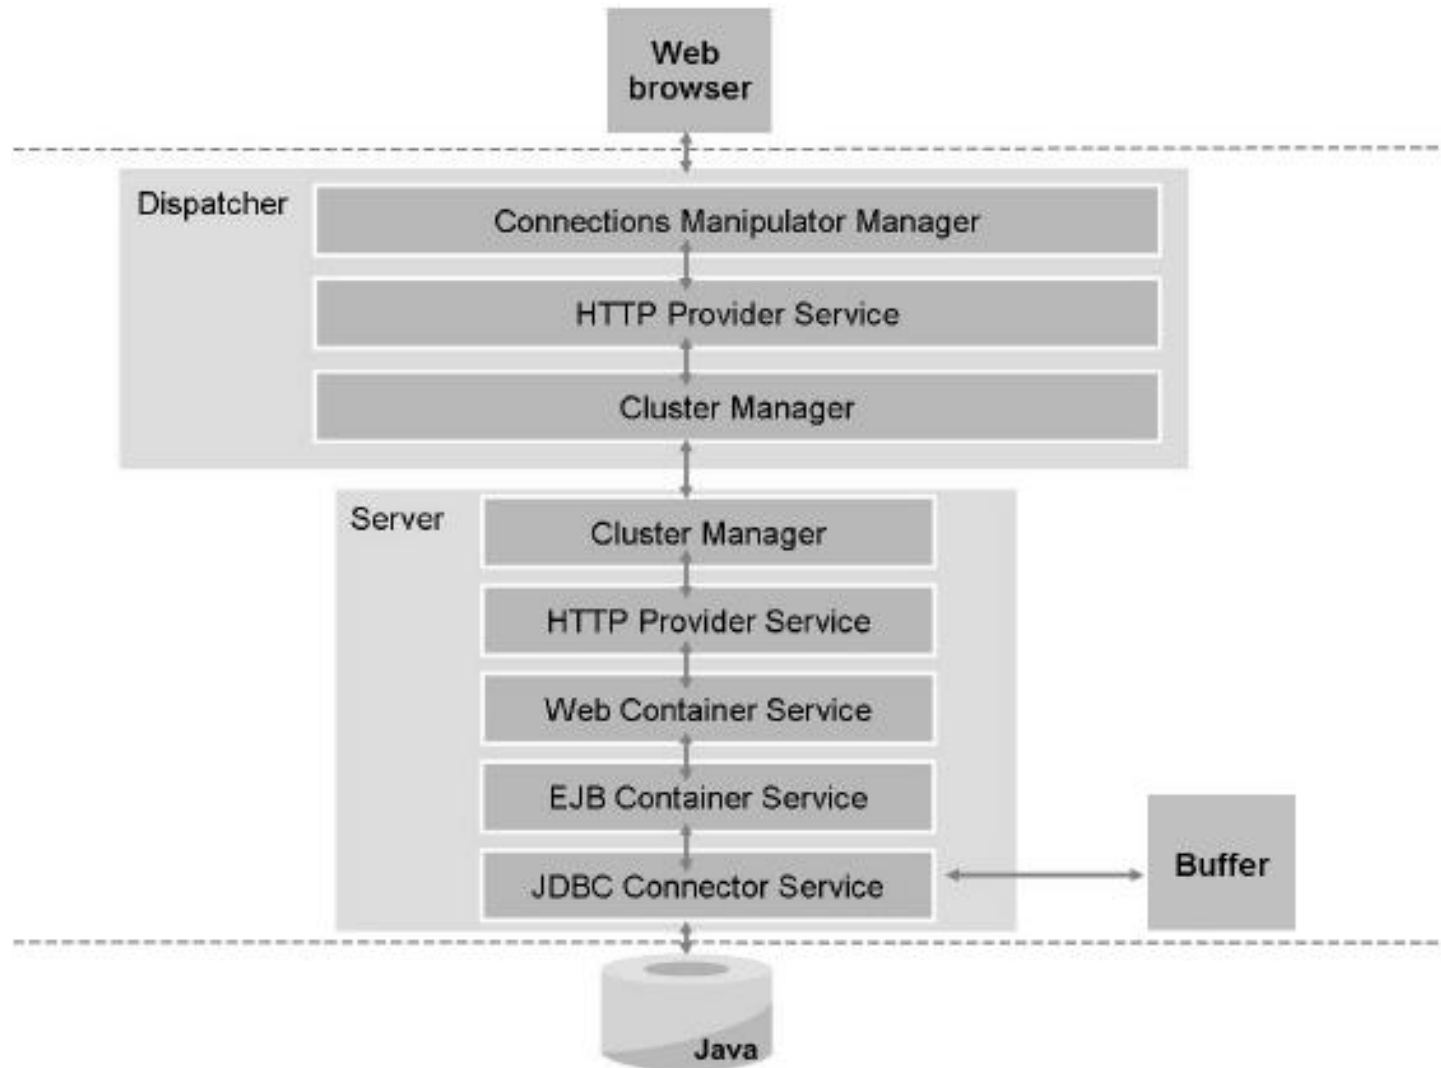 Web
browser
Dispatcher
Connections Manipulator Manager
HTTP Provider Service
Cluster Manager
Server
Cluster Manager
HTTP Provider Service
Web Container Service
EJB Container Service
JDBC Connector Service
Buffer
Java